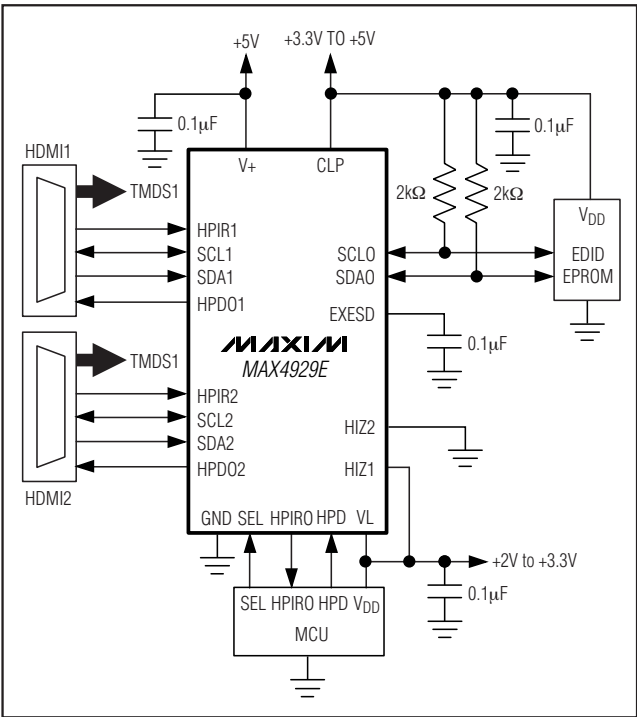 +5V
+3.3V TO +5V
0.1µF
0.1µF
HDMI1
V+
CLP
TMDS1
2kΩ
2kΩ
VDD
HPIR1
SCL1
SCL0
EDID
SDA1
SDA0
EPROM
HPDO1
EXESD
MAXIM
0.1µF
TMDS1
MAX4929E
HPIR2
SCL2
HIZ2
SDA2
HPDO2
HIZ1
HDMI2
GND SEL HPIRO HPD VL
+2V to +3.3V
0.1µF
SEL HPIRO HPD VDD
MCU